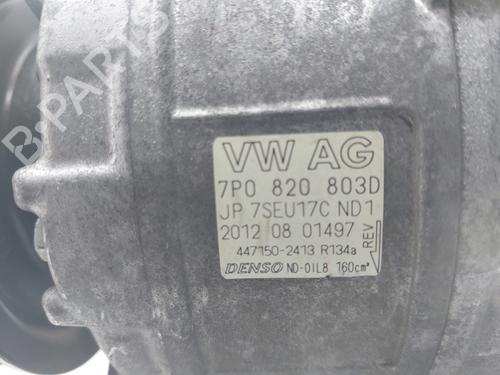 B-PARTS
VW AG
7P0 820 803D
JP 7SEU17C ND1
2012 08 01497
447150-2413 R134a
DENSO ND-OIL8 160cm³
REV